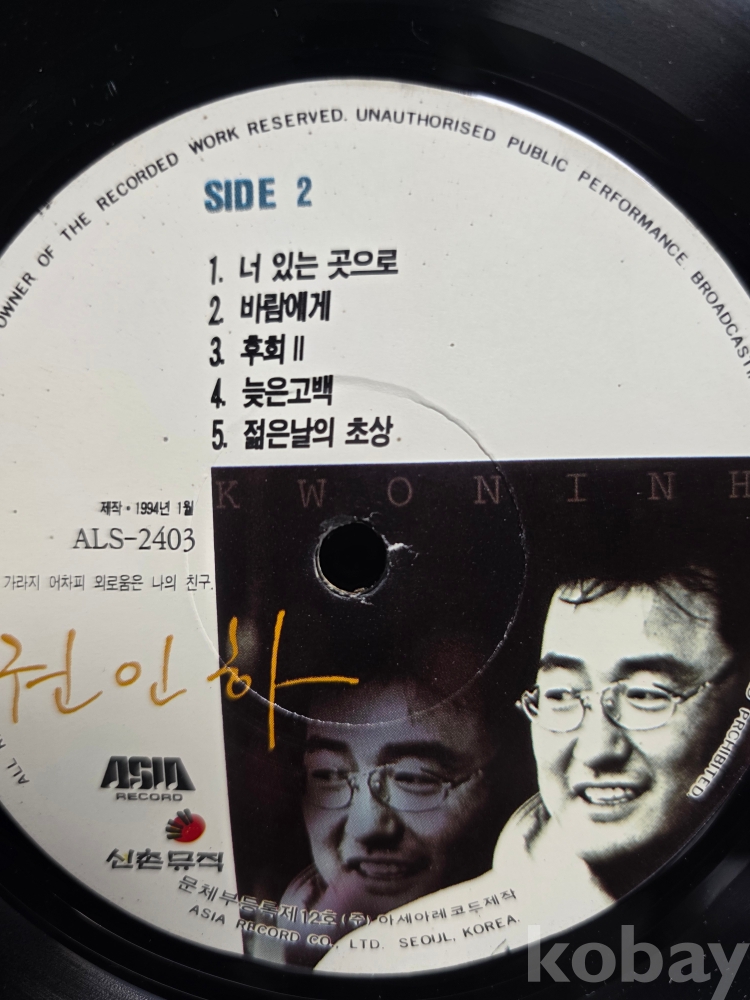 OWNER OF THE RECORDED WORK RESERVED. UNAUTHORISED PUBLIC PERFORMANCE. BROADCASTIN
SIDE 2
1. 너 있는 곳으로
2. 바람에게
3. 후회 II
4. 늦은고백
5. 젊은날의 초상
KWONINH
제작·1994년 1월
ALS-2403
가라지 어차피 외로움은 나의 친구.
권인하
ASIA
RECORD
신촌뮤직
PROHIBITED.
ALL
문체부등록제12호 (주) 아세아레코두제작
ASIA RECORD CO., LTD. SEOUL, KOREA.
kobay